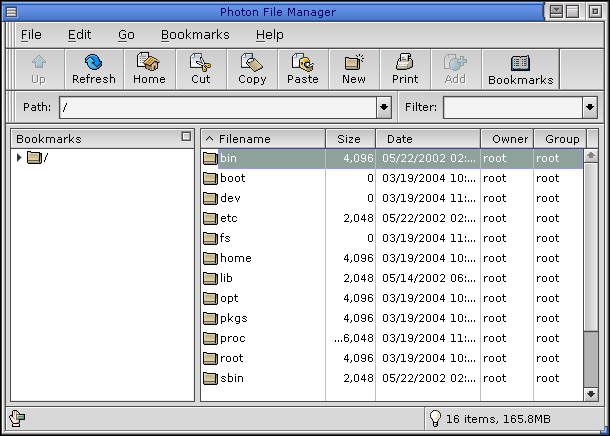 Photon File Manager
File Edit Go Bookmarks Help
Up Refresh Home Cut Copy Paste New Print Add Bookmarks
Path: / Filter:
Bookmarks
/
Filename Size Date Owner Group
bin 4,096 05/22/2002 02:... root root
boot 0 03/19/2004 10:... root root
dev 0 03/19/2004 11:... root root
etc 2,048 05/22/2002 02:... root root
fs 0 03/19/2004 11:... root root
home 4,096 03/19/2004 10:... root root
lib 2,048 05/14/2002 06:... root root
opt 4,096 03/19/2004 10:... root root
pkgs 4,096 03/19/2004 10:... root root
proc ...6,048 03/19/2004 11:... root root
root 4,096 03/19/2004 10:... root root
sbin 2,048 05/22/2002 02:... root root
16 items, 165.8MB